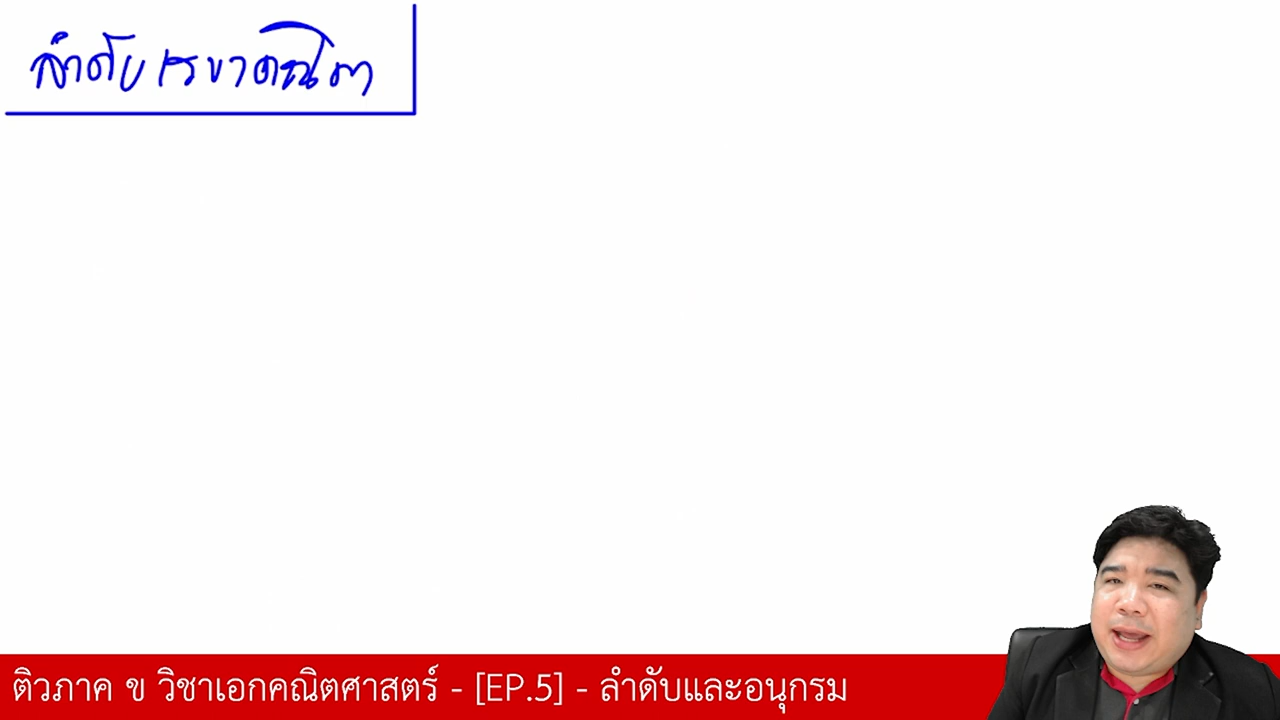 ลำดับเรขาคณิต
ติวภาค ข วิชาเอกคณิตศาสตร์ - [EP.5] - ลำดับและอนุกรม